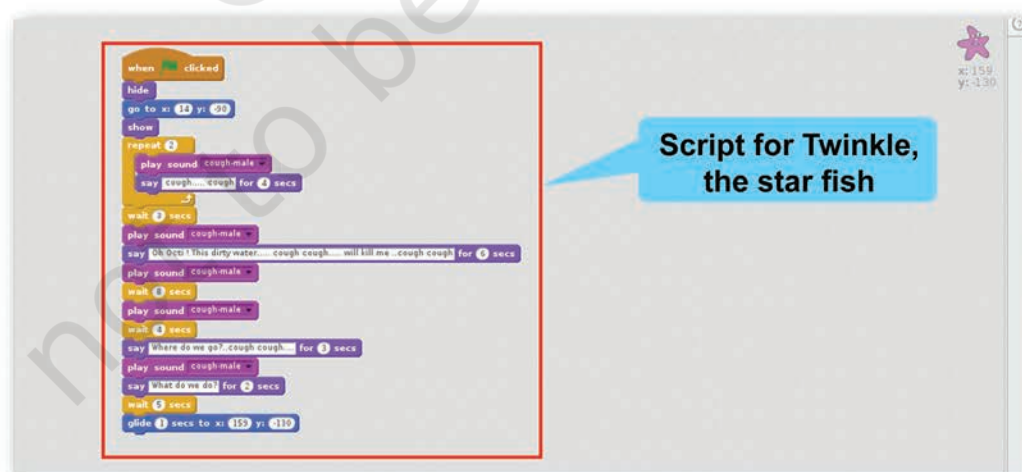 when clicked
hide
go to x: 14 y: -90
show
repeat 2
play sound cough-male
say cough.... cough for 4 secs
wait 3 secs
play sound cough-male
say Oh Octi ! This dirty water..... cough cough.... will kill me ..cough cough for 6 secs
play sound cough-male
wait 8 secs
play sound cough-male
wait 4 secs
say Where do we go?..cough cough.... for 3 secs
play sound cough-male
say What do we do? for 2 secs
wait 5 secs
glide 1 secs to x: 159 y: -130
Script for Twinkle,
the star fish
x: 159
y: -130
not to be